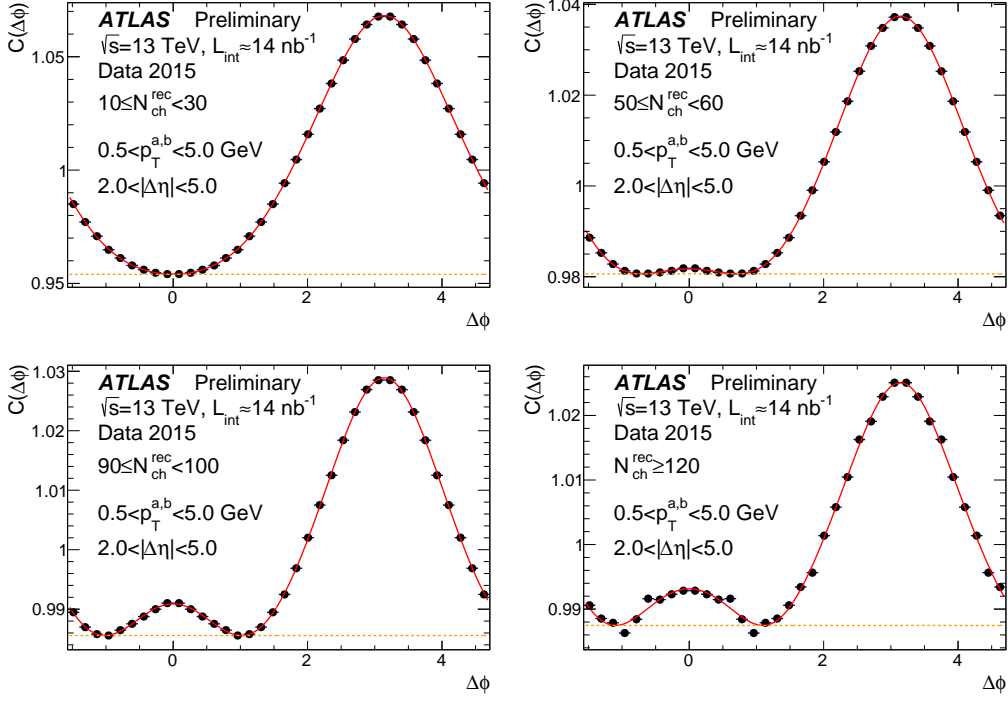 C(Δϕ)
ATLAS Preliminary
√s=13 TeV, L_int≈14 nb⁻¹
Data 2015
10≤N_ch^rec<30
0.5<p_T^a,b<5.0 GeV
2.0<|Δη|<5.0
1.05
1
0.95
0 2 4
Δϕ
C(Δϕ)
ATLAS Preliminary
√s=13 TeV, L_int≈14 nb⁻¹
Data 2015
50≤N_ch^rec<60
0.5<p_T^a,b<5.0 GeV
2.0<|Δη|<5.0
1.04
1.02
1
0.98
0 2 4
Δϕ
C(Δϕ)
ATLAS Preliminary
√s=13 TeV, L_int≈14 nb⁻¹
Data 2015
90≤N_ch^rec<100
0.5<p_T^a,b<5.0 GeV
2.0<|Δη|<5.0
1.03
1.02
1.01
1
0.99
0 2 4
Δϕ
C(Δϕ)
ATLAS Preliminary
√s=13 TeV, L_int≈14 nb⁻¹
Data 2015
N_ch^rec≥120
0.5<p_T^a,b<5.0 GeV
2.0<|Δη|<5.0
1.02
1.01
1
0.99
0 2 4
Δϕ